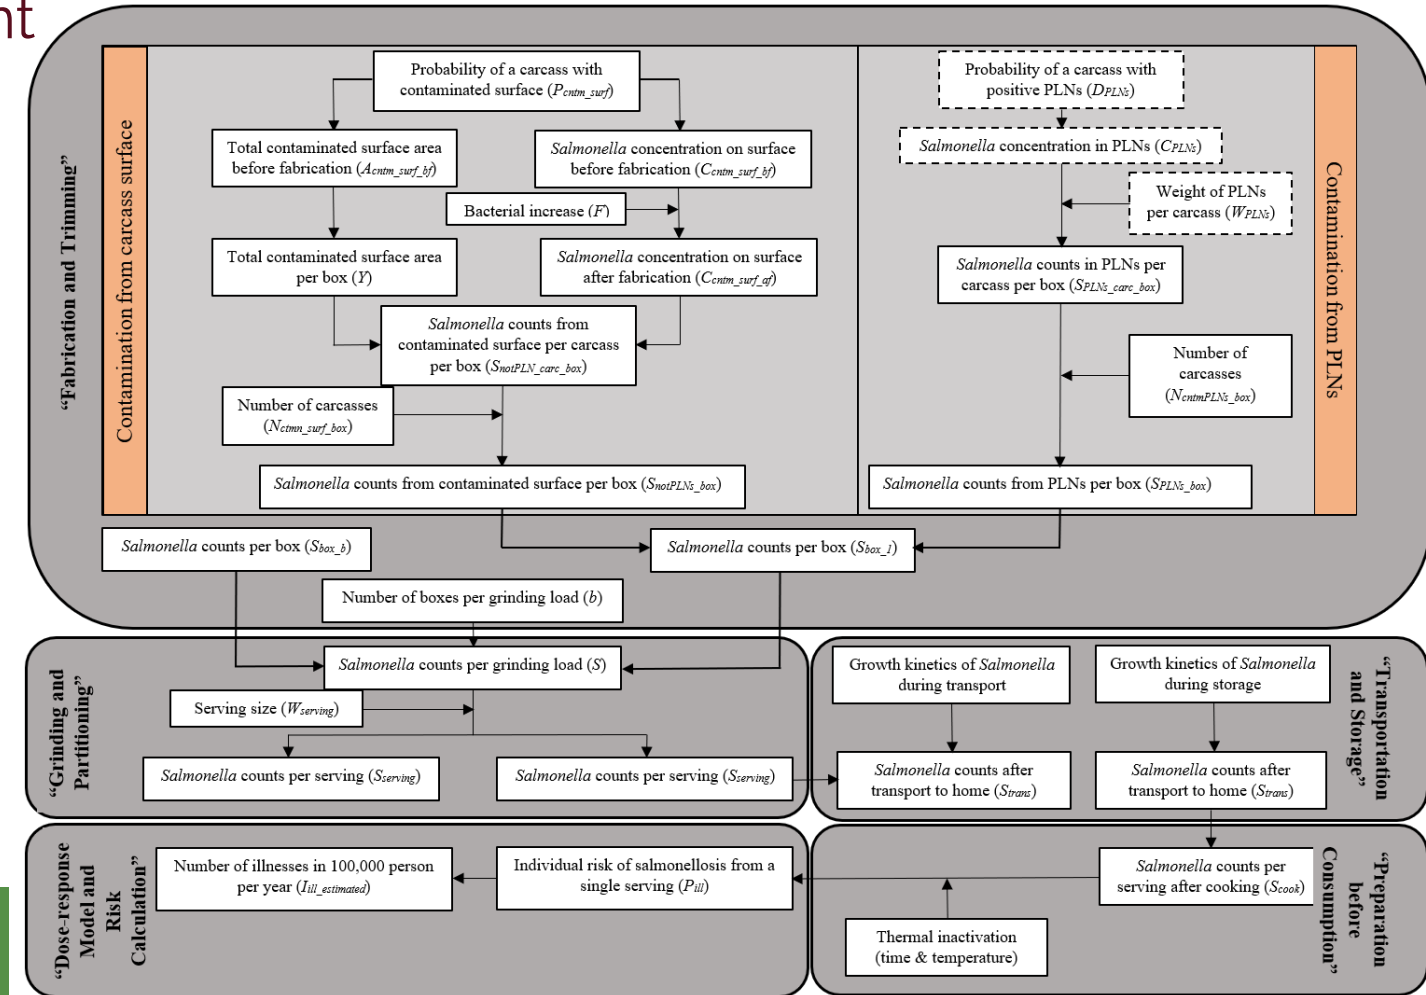 nt
“Fabrication and Trimming”
Contamination from carcass surface
Probability of a carcass with
contaminated surface (Pcntm_surf)
Total contaminated surface area
before fabrication (Acntm_surf_bf)
Salmonella concentration on surface
before fabrication (Ccntm_surf_bf)
Bacterial increase (F)
Total contaminated surface area
per box (Y)
Salmonella concentration on surface
after fabrication (Ccntm_surf_af)
Salmonella counts from
contaminated surface per carcass
per box (SnotPLN_carc_box)
Number of carcasses
(Nctmn_surf_box)
Salmonella counts from contaminated surface per box (SnotPLNs_box)
Probability of a carcass with
positive PLNs (DPLNs)
Salmonella concentration in PLNs (CPLNs)
Weight of PLNs
per carcass (WPLNs)
Salmonella counts in PLNs per
carcass per box (SPLNs_carc_box)
Number of
carcasses
(NcntmPLNs_box)
Salmonella counts from PLNs per box (SPLNs_box)
Contamination from PLNs
Salmonella counts per box (Sbox_b)
Salmonella counts per box (Sbox_1)
Number of boxes per grinding load (b)
“Grinding and
Partitioning”
Salmonella counts per grinding load (S)
Serving size (Wserving)
Salmonella counts per serving (Sserving)
Salmonella counts per serving (Sserving)
Growth kinetics of Salmonella
during transport
Growth kinetics of Salmonella
during storage
Salmonella counts after
transport to home (Strans)
Salmonella counts after
transport to home (Strans)
“Transportation
and Storage”
“Dose-response
Model and
Risk
Calculation”
Number of illnesses in 100,000 person
per year (Iill_estimated)
Individual risk of salmonellosis from a
single serving (Pill)
Salmonella counts per
serving after cooking (Scook)
Thermal inactivation
(time & temperature)
“Preparation
before
Consumption”